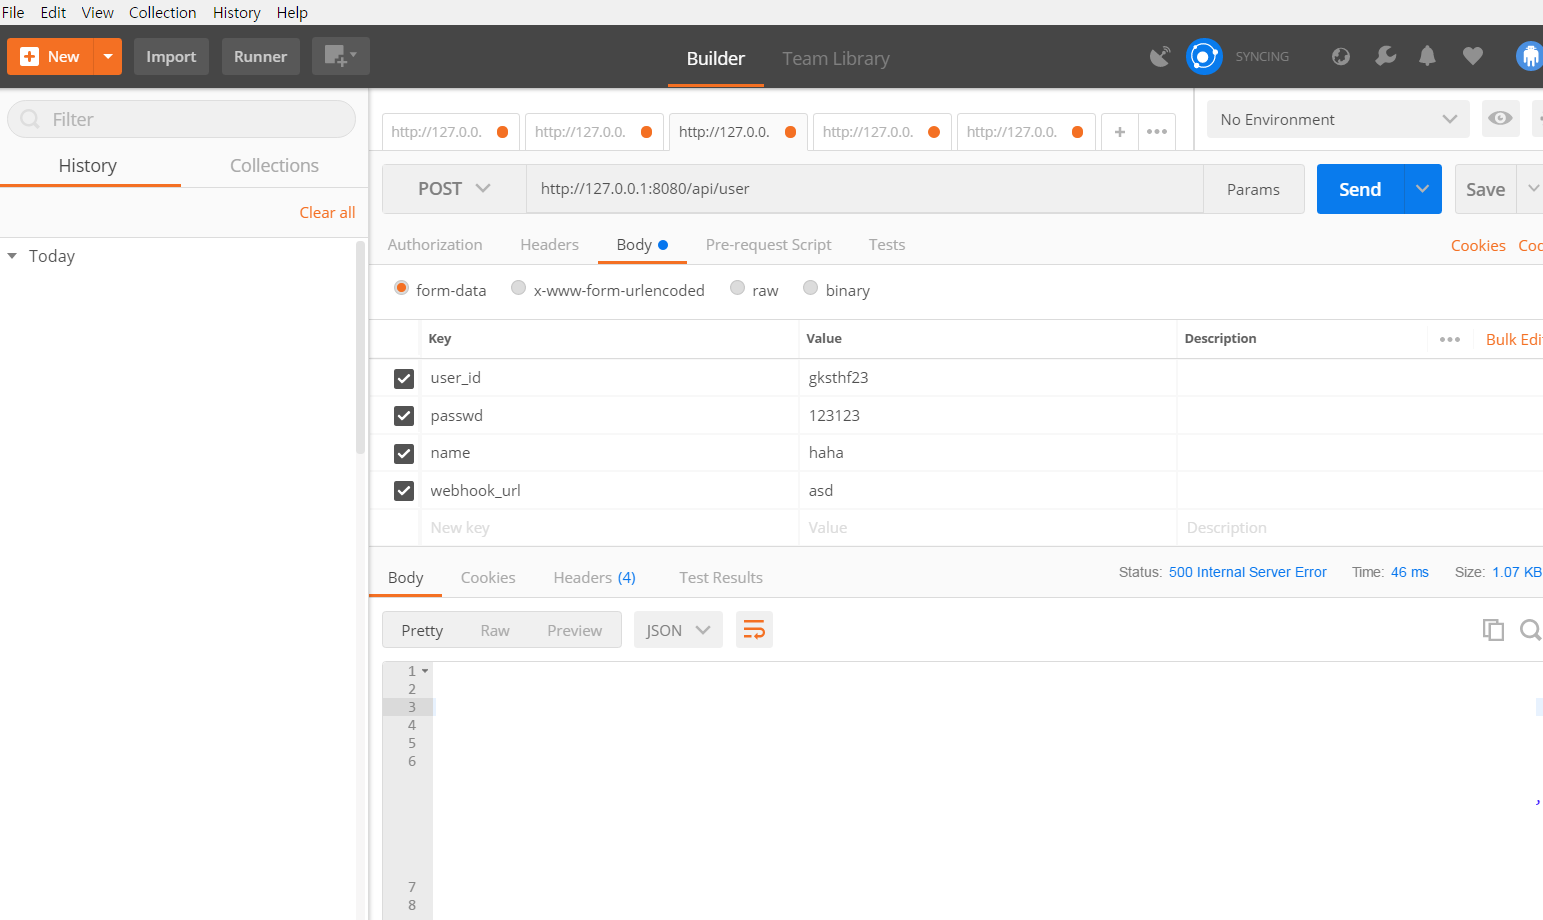 File Edit View Collection History Help
New Import Runner Builder Team Library SYNCING
Filter
History Collections
Clear all
Today
http://127.0.0. http://127.0.0. http://127.0.0. http://127.0.0. http://127.0.0. + ••• No Environment
POST http://127.0.0.1:8080/api/user Params Send Save
Authorization Headers Body Pre-request Script Tests Cookies Coo
form-data x-www-form-urlencoded raw binary
Key Value Description ••• Bulk Edi
user_id gksthf23
passwd 123123
name haha
webhook_url asd
New key Value Description
Body Cookies Headers (4) Test Results Status: 500 Internal Server Error Time: 46 ms Size: 1.07 KB
Pretty Raw Preview JSON
1
2
3
4
5
6
,
7
8